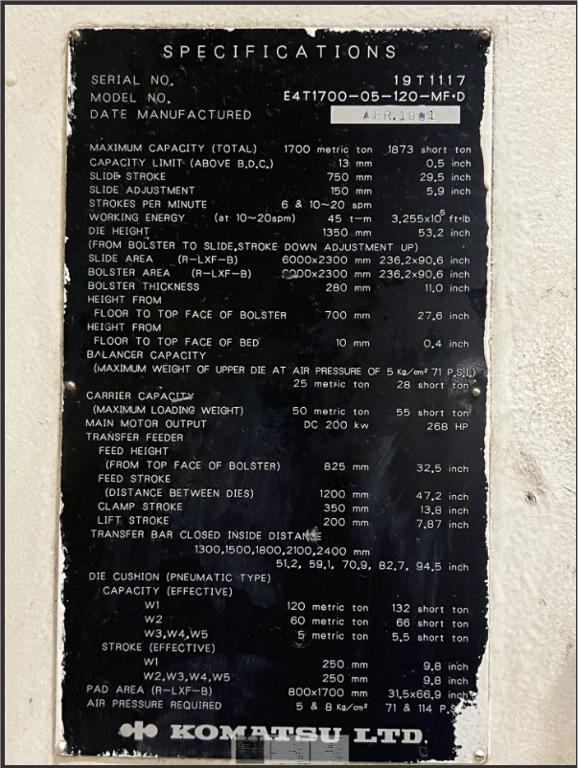 SPECIFICATIONS
SERIAL NO. 19T1117
MODEL NO. E4T1700-05-120-MF・D
DATE MANUFACTURED APR.1991
MAXIMUM CAPACITY (TOTAL) 1700 metric ton 1873 short ton
CAPACITY LIMIT (ABOVE B.D.C.) 13 mm 0.5 inch
SLIDE STROKE 750 mm 29.5 inch
SLIDE ADJUSTMENT 150 mm 5.9 inch
STROKES PER MINUTE 6 & 10~20 spm
WORKING ENERGY (at 10~20spm) 45 t-m 3,255x10⁵ ft・lb
DIE HEIGHT 1350 mm 53.2 inch
(FROM BOLSTER TO SLIDE,STROKE DOWN ADJUSTMENT UP)
SLIDE AREA (R-LXF-B) 6000x2300 mm 236.2x90.6 inch
BOLSTER AREA (R-LXF-B) 6000x2300 mm 236.2x90.6 inch
BOLSTER THICKNESS 280 mm 11.0 inch
HEIGHT FROM
FLOOR TO TOP FACE OF BOLSTER 700 mm 27.6 inch
HEIGHT FROM
FLOOR TO TOP FACE OF BED 10 mm 0.4 inch
BALANCER CAPACITY
(MAXIMUM WEIGHT OF UPPER DIE AT AIR PRESSURE OF 5 Kg/cm² 71 P.S.I.)
25 metric ton 28 short ton
CARRIER CAPACITY
(MAXIMUM LOADING WEIGHT) 50 metric ton 55 short ton
MAIN MOTOR OUTPUT DC 200 kw 268 HP
TRANSFER FEEDER
FEED HEIGHT
(FROM TOP FACE OF BOLSTER) 825 mm 32.5 inch
FEED STROKE
(DISTANCE BETWEEN DIES) 1200 mm 47.2 inch
CLAMP STROKE 350 mm 13.8 inch
LIFT STROKE 200 mm 7.87 inch
TRANSFER BAR CLOSED INSIDE DISTANCE
1300,1500,1800,2100,2400 mm
51.2, 59.1, 70.9, 82.7, 94.5 inch
DIE CUSHION (PNEUMATIC TYPE)
CAPACITY (EFFECTIVE)
W1 120 metric ton 132 short ton
W2 60 metric ton 66 short ton
W3,W4,W5 5 metric ton 5.5 short ton
STROKE (EFFECTIVE)
W1 250 mm 9.8 inch
W2,W3,W4,W5 250 mm 9.8 inch
PAD AREA (R-LXF-B) 800x1700 mm 31.5x66.9 inch
AIR PRESSURE REQUIRED 5 & 8 Kg/cm² 71 & 114 P.S
KOMATSU LTD.